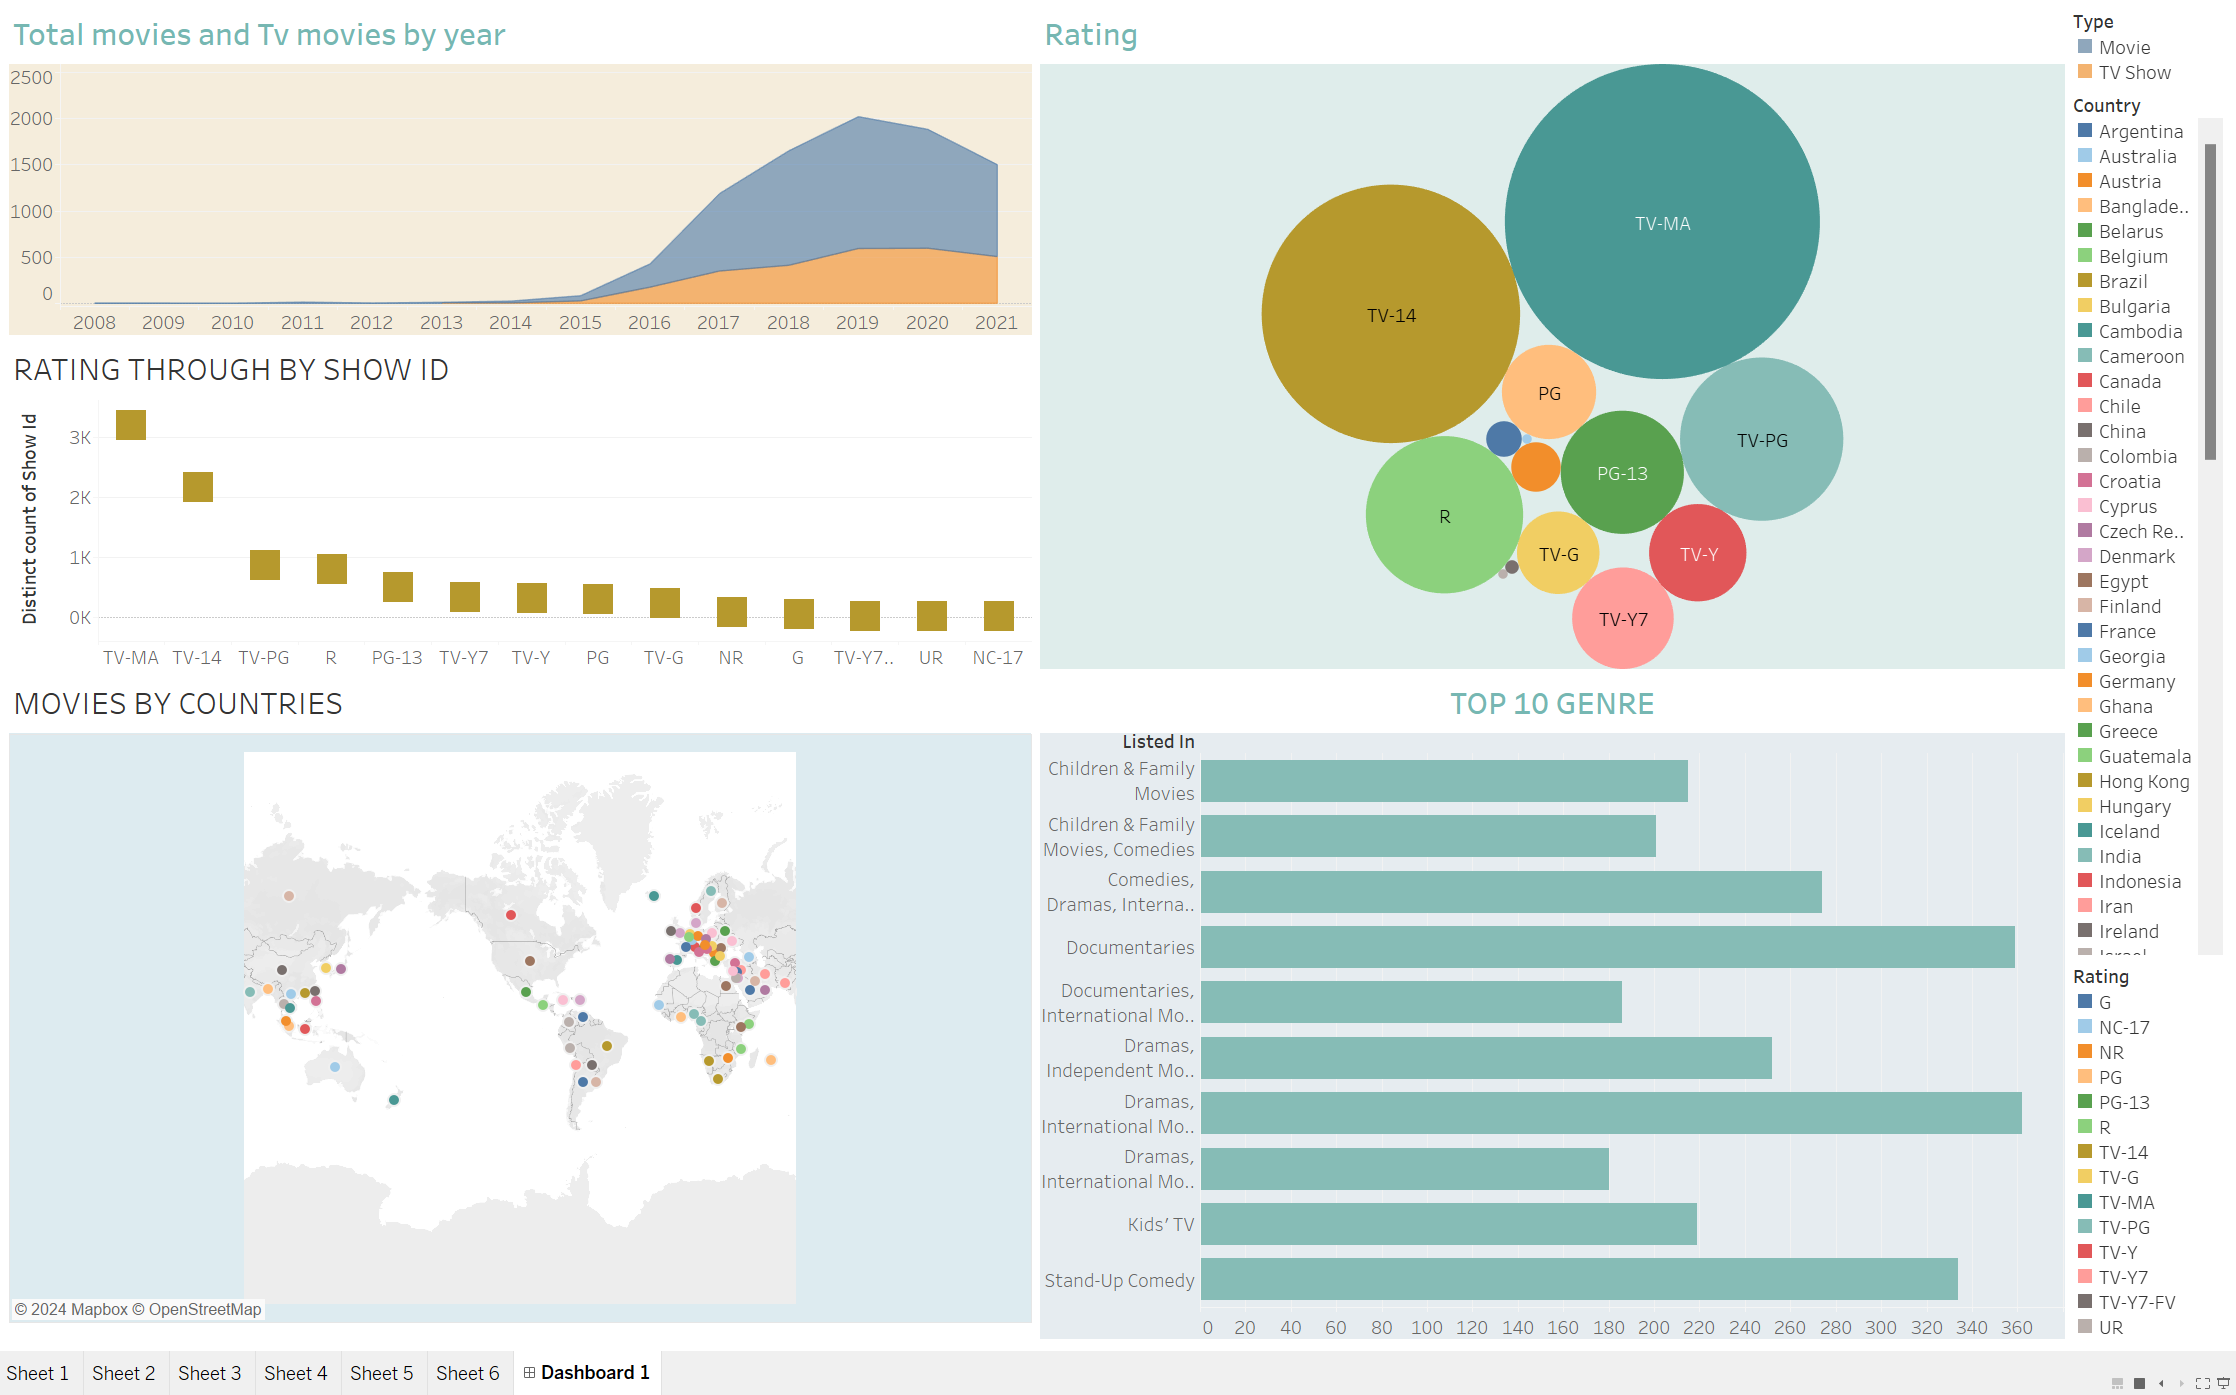 Total movies and Tv movies by year
2500
2000
1500
1000
500
0
2008 2009 2010 2011 2012 2013 2014 2015 2016 2017 2018 2019 2020 2021
RATING THROUGH BY SHOW ID
Distinct count of Show Id
3K
2K
1K
0K
TV-MA TV-14 TV-PG R PG-13 TV-Y7 TV-Y PG TV-G NR G TV-Y7.. UR NC-17
MOVIES BY COUNTRIES
© 2024 Mapbox © OpenStreetMap
Rating
TV-MA
TV-14
PG
TV-PG
PG-13
R
TV-G
TV-Y
TV-Y7
TOP 10 GENRE
Listed In
Children & Family
Movies
Children & Family
Movies, Comedies
Comedies,
Dramas, Interna..
Documentaries
Documentaries,
International Mo..
Dramas,
Independent Mo..
Dramas,
International Mo..
Dramas,
International Mo..
Kids' TV
Stand-Up Comedy
0 20 40 60 80 100 120 140 160 180 200 220 240 260 280 300 320 340 360
Type
Movie
TV Show
Country
Argentina
Australia
Austria
Banglade..
Belarus
Belgium
Brazil
Bulgaria
Cambodia
Cameroon
Canada
Chile
China
Colombia
Croatia
Cyprus
Czech Re..
Denmark
Egypt
Finland
France
Georgia
Germany
Ghana
Greece
Guatemala
Hong Kong
Hungary
Iceland
India
Indonesia
Iran
Ireland
Israel
Rating
G
NC-17
NR
PG
PG-13
R
TV-14
TV-G
TV-MA
TV-PG
TV-Y
TV-Y7
TV-Y7-FV
UR
Sheet 1 Sheet 2 Sheet 3 Sheet 4 Sheet 5 Sheet 6 Dashboard 1